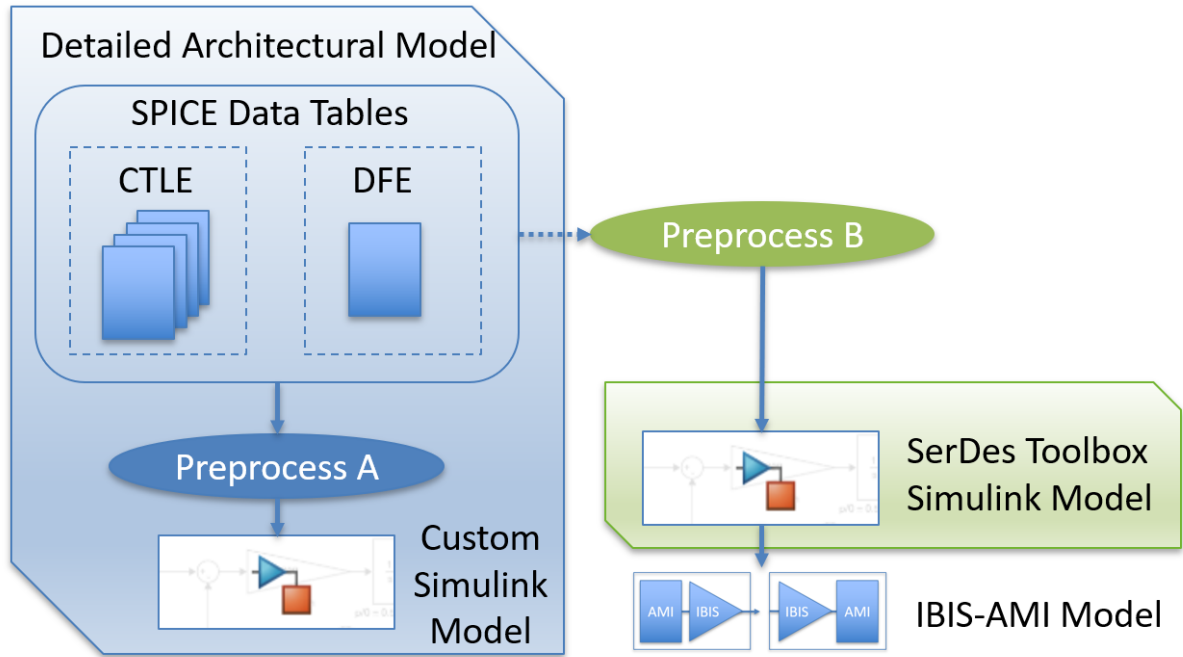 Detailed Architectural Model
SPICE Data Tables
CTLE
DFE
Preprocess B
Preprocess A
Custom
Simulink
Model
SerDes Toolbox
Simulink Model
AMI
IBIS
IBIS
AMI
IBIS-AMI Model